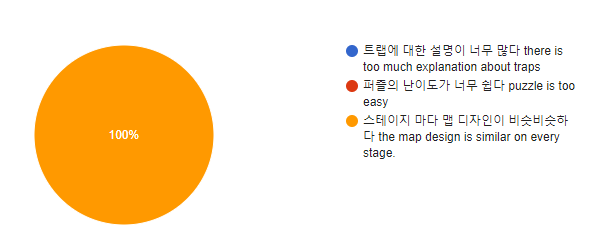 100%
트랩에 대한 설명이 너무 많다 there is
too much explanation about traps
퍼즐의 난이도가 너무 쉽다 puzzle is too
easy
스테이지 마다 맵 디자인이 비슷비슷하
다 the map design is similar on every
stage.